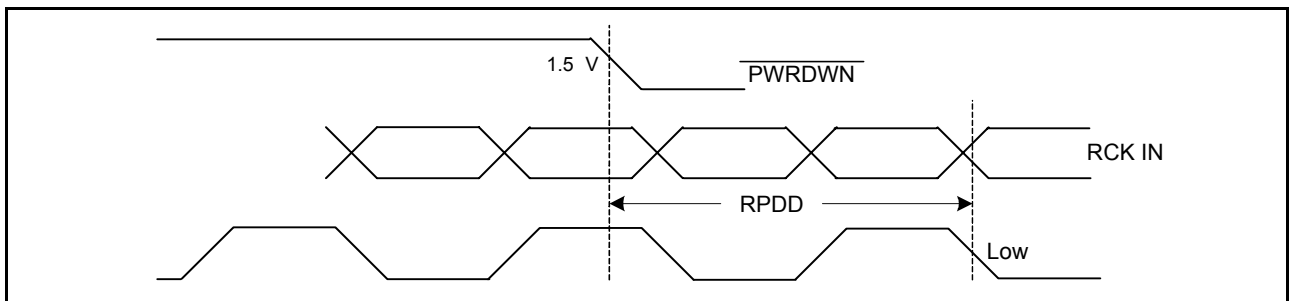 1.5 V
PWRDWN
RCK IN
RPDD
Low